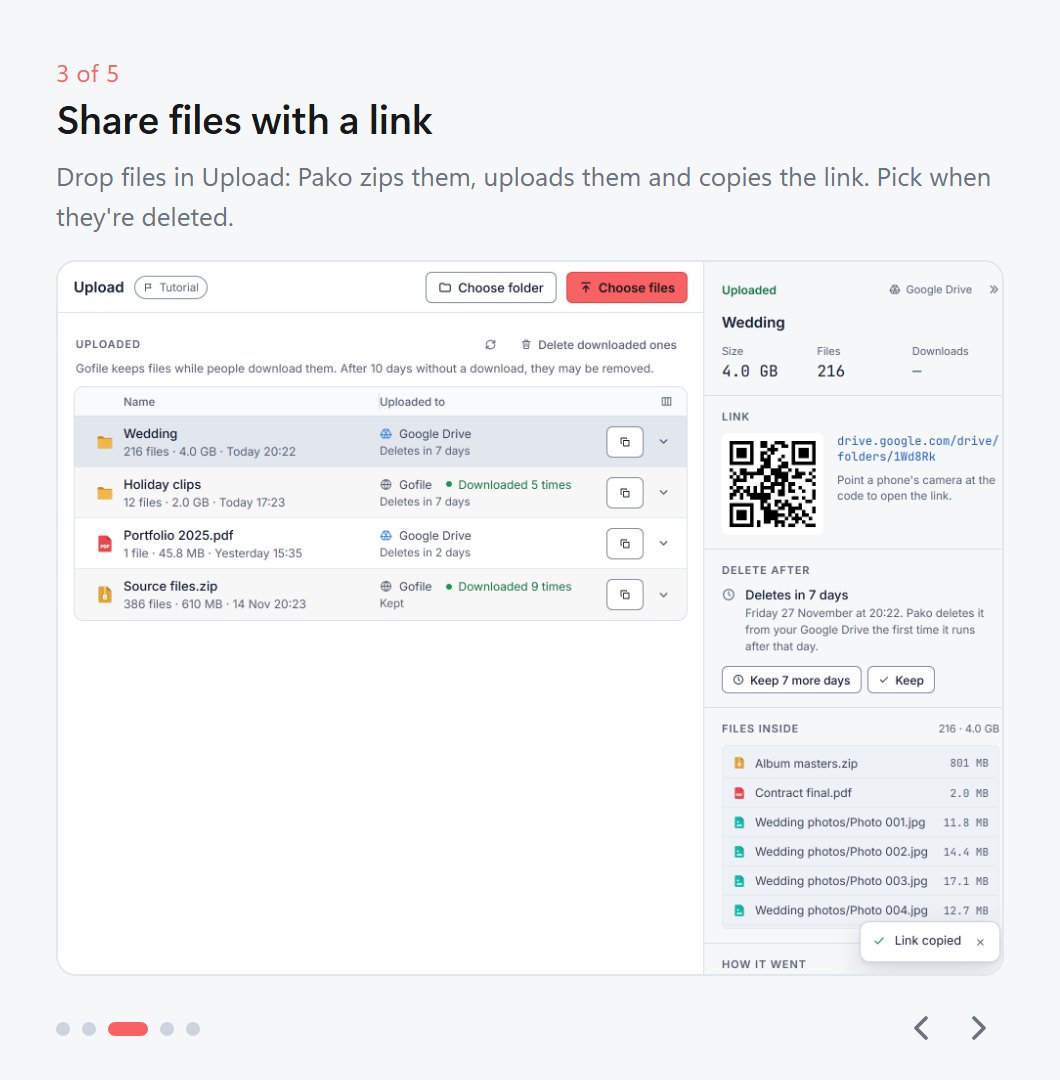 3 of 5
Share files with a link
Drop files in Upload: Pako zips them, uploads them and copies the link. Pick when
they're deleted.
Upload
Tutorial
Choose folder
Choose files
UPLOADED
Delete downloaded ones
Gofile keeps files while people download them. After 10 days without a download, they may be removed.
Name
Uploaded to
Wedding
216 files · 4.0 GB · Today 20:22
Google Drive
Deletes in 7 days
Holiday clips
12 files · 2.0 GB · Today 17:23
Gofile
Downloaded 5 times
Deletes in 7 days
Portfolio 2025.pdf
1 file · 45.8 MB · Yesterday 15:35
Google Drive
Deletes in 2 days
Source files.zip
386 files · 610 MB · 14 Nov 20:23
Gofile
Downloaded 9 times
Kept
Uploaded
Google Drive
Wedding
Size
Files
Downloads
4.0 GB
216
–
LINK
drive.google.com/drive/
folders/1Wd8Rk
Point a phone's camera at the
code to open the link.
DELETE AFTER
Deletes in 7 days
Friday 27 November at 20:22. Pako deletes it
from your Google Drive the first time it runs
after that day.
Keep 7 more days
Keep
FILES INSIDE
216 · 4.0 GB
Album masters.zip 801 MB
Contract final.pdf 2.0 MB
Wedding photos/Photo 001.jpg 11.8 MB
Wedding photos/Photo 002.jpg 14.4 MB
Wedding photos/Photo 003.jpg 17.1 MB
Wedding photos/Photo 004.jpg 12.7 MB
Link copied
HOW IT WENT